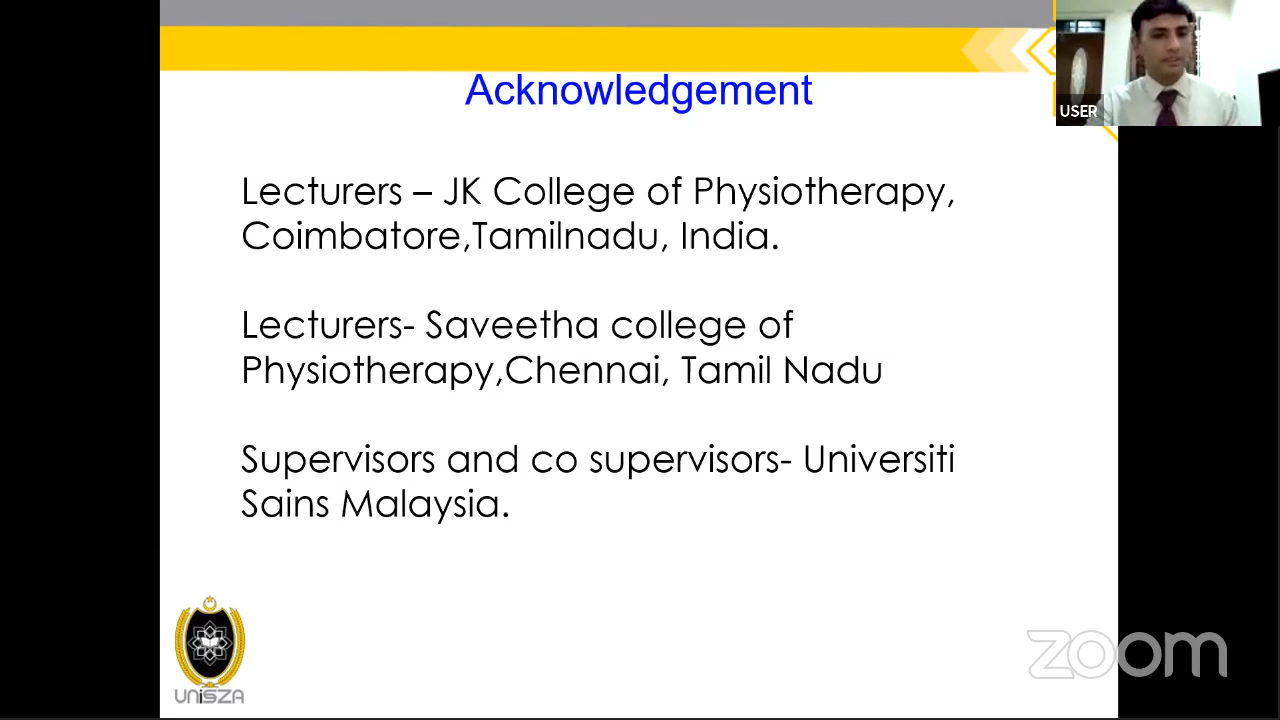 Acknowledgement
USER
Lecturers – JK College of Physiotherapy,
Coimbatore,Tamilnadu, India.
Lecturers- Saveetha college of
Physiotherapy,Chennai, Tamil Nadu
Supervisors and co supervisors- Universiti
Sains Malaysia.
UNiSZA
zoom